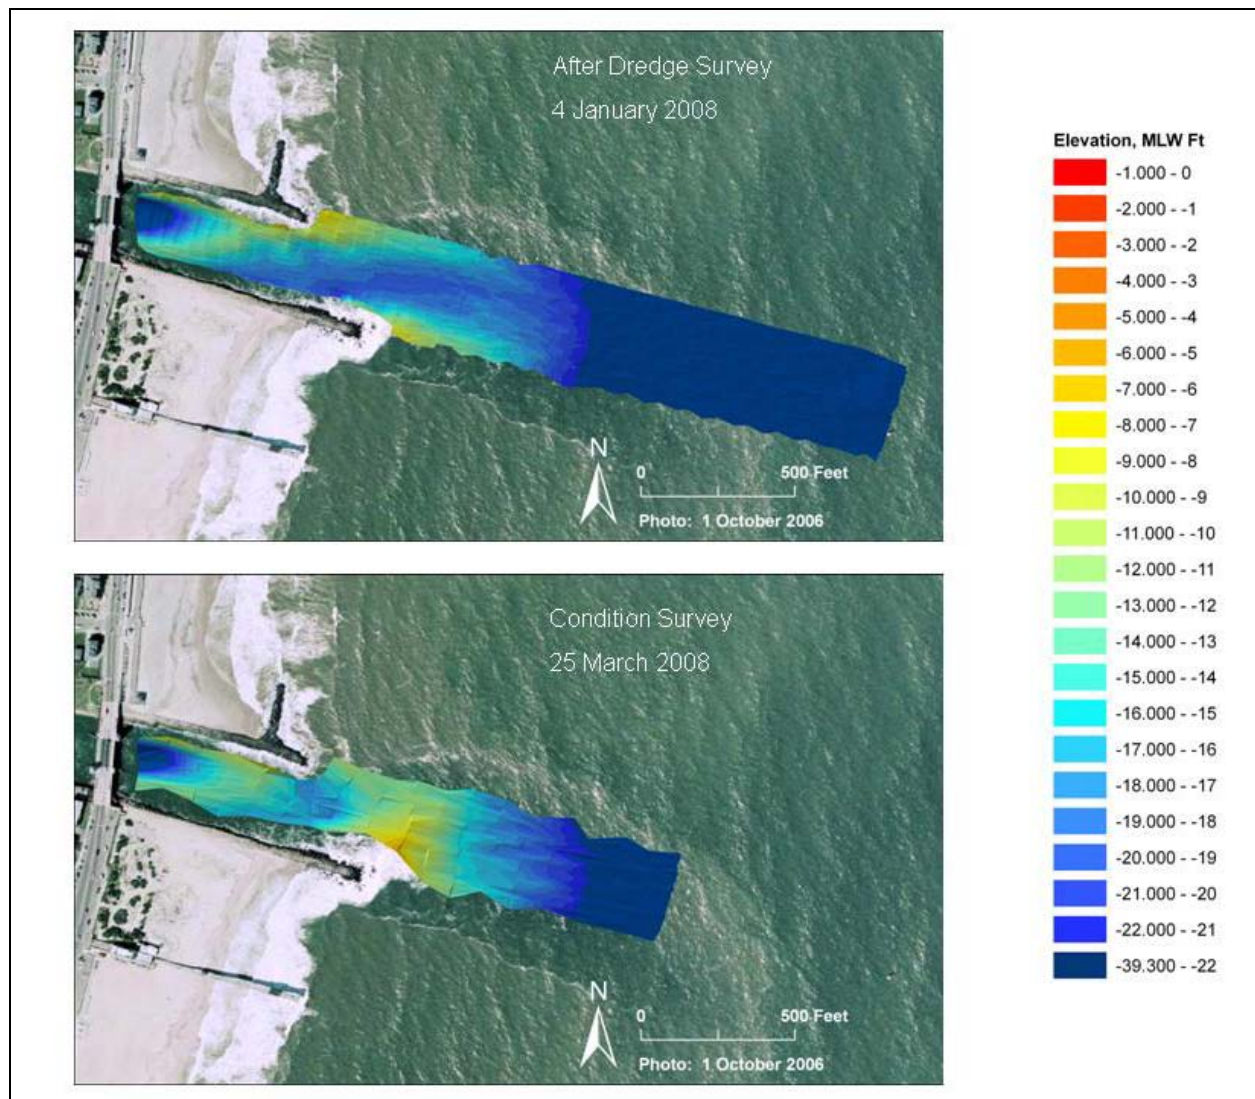 After Dredge Survey
4 January 2008
N
0 500 Feet
Photo: 1 October 2006
Condition Survey
25 March 2008
N
0 500 Feet
Photo: 1 October 2006
Elevation, MLW Ft
-1.000 - 0
-2.000 - -1
-3.000 - -2
-4.000 - -3
-5.000 - -4
-6.000 - -5
-7.000 - -6
-8.000 - -7
-9.000 - -8
-10.000 - -9
-11.000 - -10
-12.000 - -11
-13.000 - -12
-14.000 - -13
-15.000 - -14
-16.000 - -15
-17.000 - -16
-18.000 - -17
-19.000 - -18
-20.000 - -19
-21.000 - -20
-22.000 - -21
-39.300 - -22